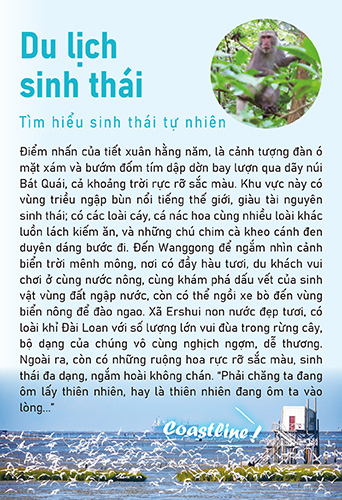 Du lịch
sinh thái
Tìm hiểu sinh thái tự nhiên
Điểm nhấn của tiết xuân hằng năm, là cảnh tượng đàn ó
mặt xám và bướm đốm tím dập dờn bay lượn qua dãy núi
Bát Quái, cả khoảng trời rực rỡ sắc màu. Khu vực này có
vùng triều ngập bùn nổi tiếng thế giới, giàu tài nguyên
sinh thái; có các loài cáy, cá nác hoa cùng nhiều loài khác
luồn lách kiếm ăn, và những chú chim cà kheo cánh đen
duyên dáng bước đi. Đến Wanggong để ngắm nhìn cảnh
biển trời mênh mông, nơi có đầy hàu tươi, du khách vui
chơi ở cùng nước nông, cùng khám phá dấu vết của sinh
vật vùng đất ngập nước, còn có thể ngồi xe bò đến vùng
biển nông để đào ngao. Xã Ershui non nước đẹp tươi, có
loài khỉ Đài Loan với số lượng lớn vui đùa trong rừng cây,
bộ dạng của chúng vô cùng nghịch ngợm, dễ thương.
Ngoài ra, còn có những ruộng hoa rực rỡ sắc màu, sinh
thái đa dạng, ngắm hoài không chán. "Phải chăng ta đang
ôm lấy thiên nhiên, hay là thiên nhiên đang ôm ta vào
lòng..."
Coastline!